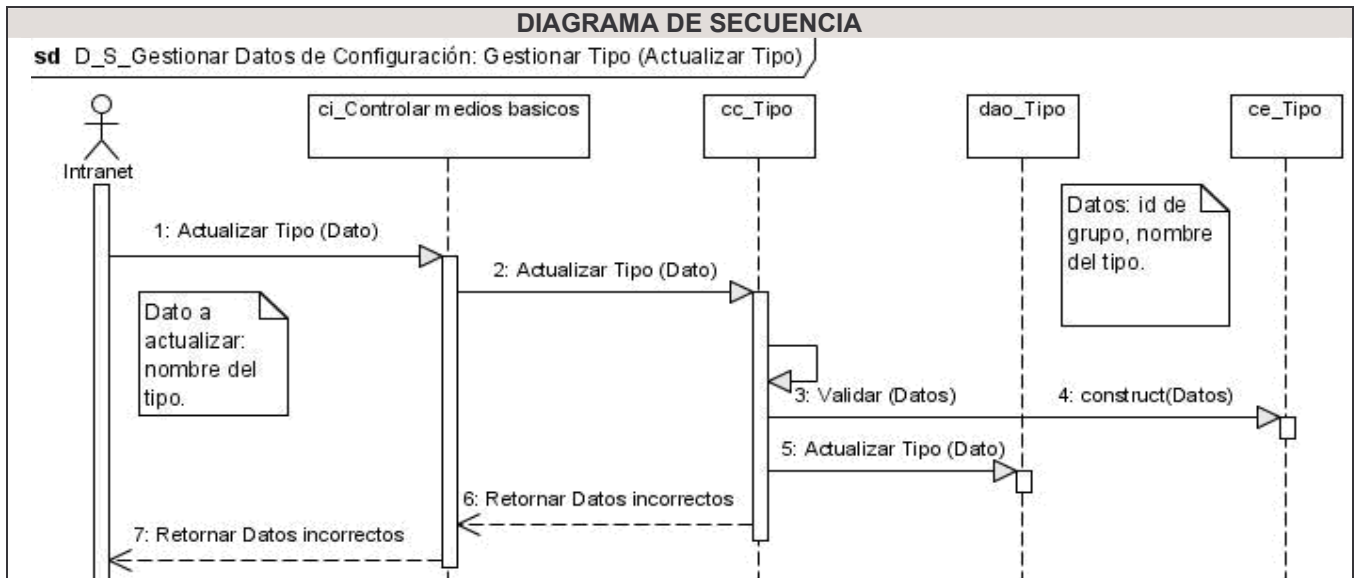 DIAGRAMA DE SECUENCIA
sd D_S_Gestionar Datos de Configuración: Gestionar Tipo (Actualizar Tipo)
ci_Controlar medios basicos
cc_Tipo
dao_Tipo
ce_Tipo
Intranet
Datos: id de
grupo, nombre
del tipo.
1: Actualizar Tipo (Dato)
2: Actualizar Tipo (Dato)
Dato a
actualizar:
nombre del
tipo.
3: Validar (Datos)
4: construct(Datos)
5: Actualizar Tipo (Dato)
6: Retornar Datos incorrectos
7: Retornar Datos incorrectos